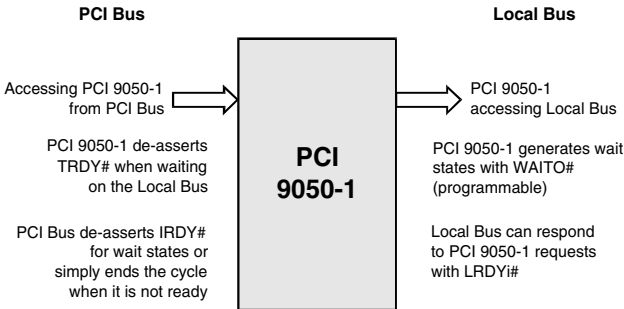 PCI Bus
Local Bus
Accessing PCI 9050-1
from PCI Bus
PCI 9050-1 de-asserts
TRDY# when waiting
on the Local Bus
PCI Bus de-asserts IRDY#
for wait states or
simply ends the cycle
when it is not ready
PCI
9050-1
PCI 9050-1
accessing Local Bus
PCI 9050-1 generates wait
states with WAITO#
(programmable)
Local Bus can respond
to PCI 9050-1 requests
with LRDYi#